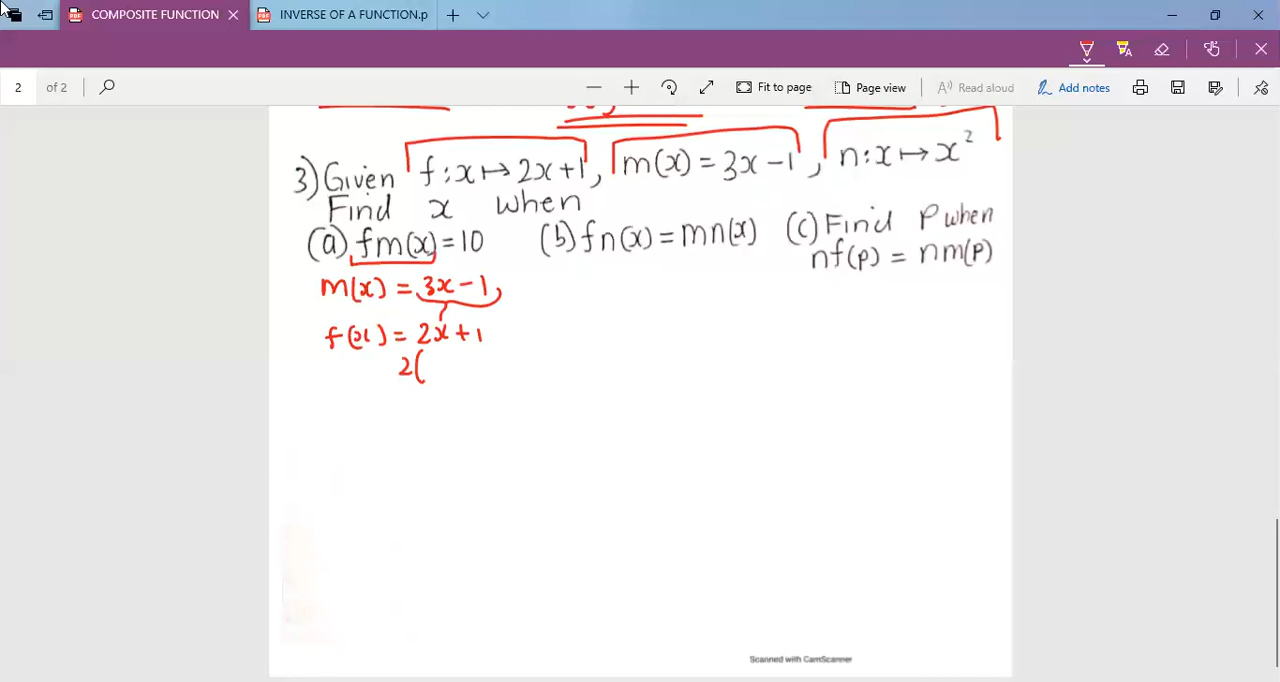 COMPOSITE FUNCTION
INVERSE OF A FUNCTION.p
2 of 2
Fit to page
Page view
Read aloud
Add notes
3) Given f : x ↦ 2x+1, m(x) = 3x-1, n : x ↦ x²
Find x when
(a) fm(x) = 10 (b) fn(x) = mn(x) (c) Find P when
nf(p) = nm(p)
m(x) = 3x-1,
f(x) = 2x+1
2(
Scanned with CamScanner